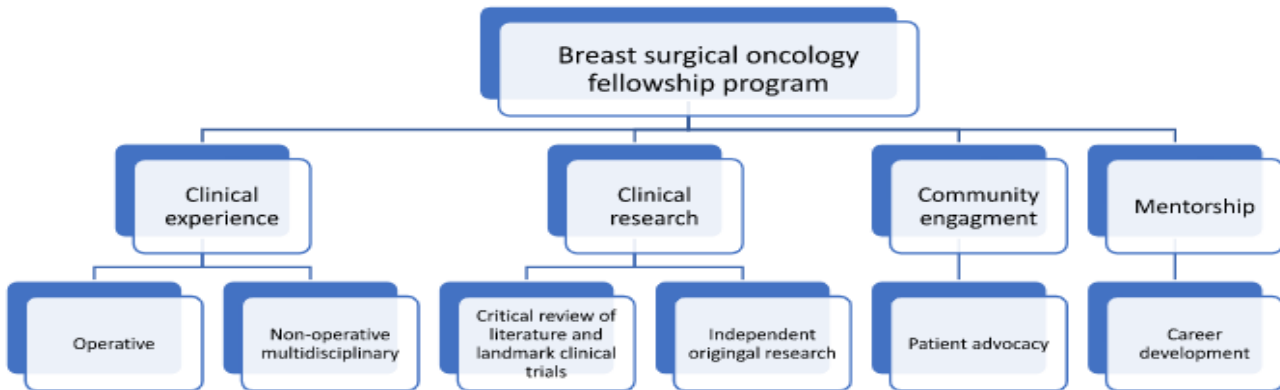 Breast surgical oncology
fellowship program
Clinical
experience
Clinical
research
Community
engagment
Mentorship
Operative
Non-operative
multidisciplinary
Critical review of
literature and
landmark clinical
trials
Independent
origingal research
Patient advocacy
Career
development